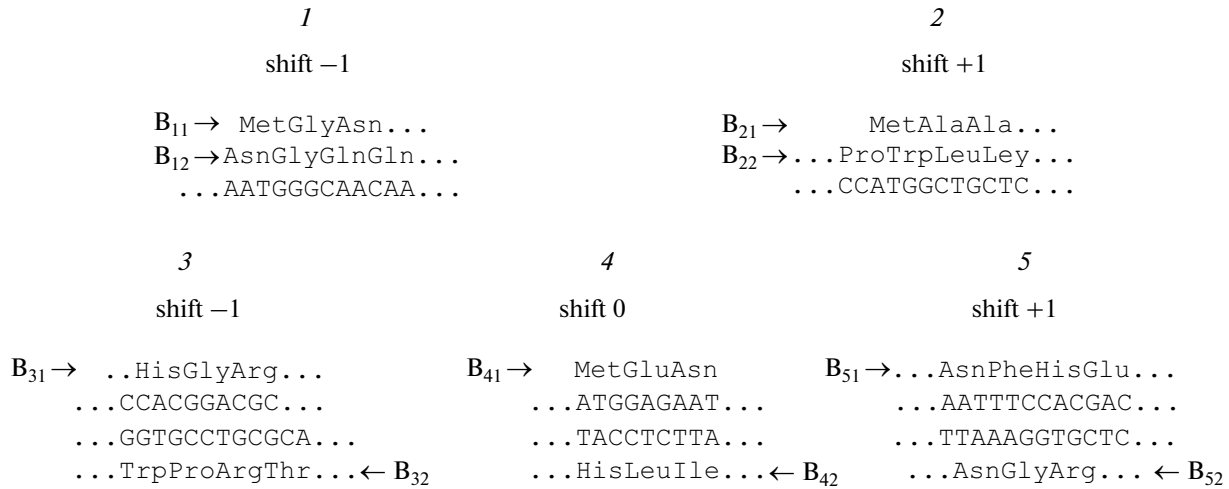 1
shift −1
B11→ MetGlyAsn...
B12→AsnGlyGlnGln...
...AATGGGCAACAA...
2
shift +1
B21→ MetAlaAla...
B22→...ProTrpLeuLey...
...CCATGGCTGCTC...
3
shift −1
B31→ ..HisGlyArg...
...CCACGGACGC...
...GGTGCCTGCGCA...
...TrpProArgThr...← B32
4
shift 0
B41→ MetGluAsn
...ATGGAGAAT...
...TACCTCTTA...
...HisLeuIle...← B42
5
shift +1
B51→...AsnPheHisGlu...
...AATTTCCACGAC...
...TTAAAGGTGCTC...
...AsnGlyArg... ← B52